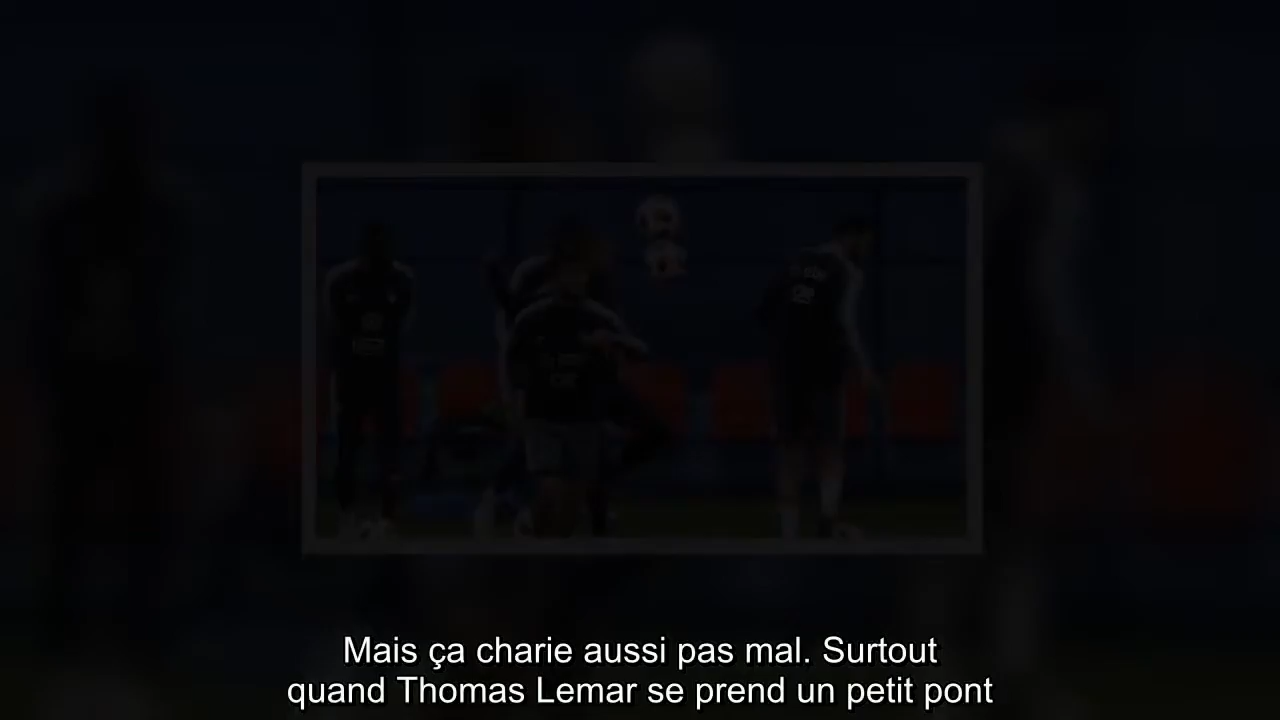 Mais ça charie aussi pas mal. Surtout
quand Thomas Lemar se prend un petit pont